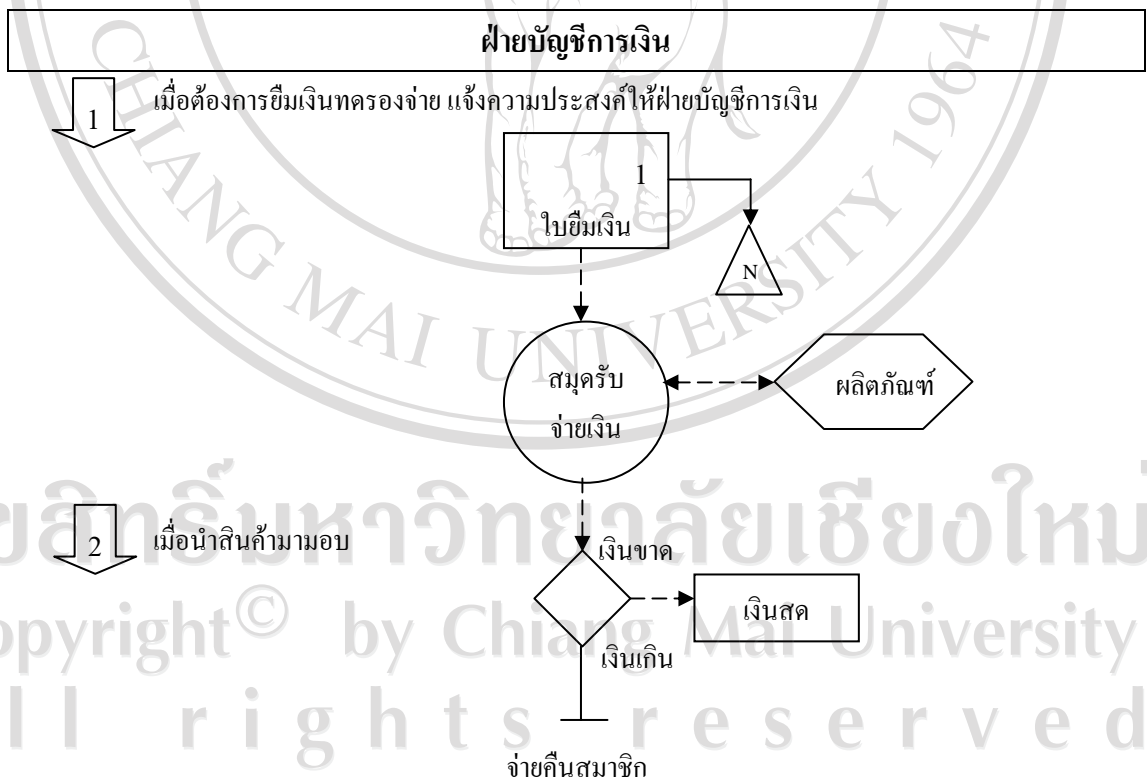 ฝ่ายบัญชีการเงิน
1
เมื่อต้องการยืมเงินทดรองจ่าย แจ้งความประสงค์ให้ฝ่ายบัญชีการเงิน
1
ใบยืมเงิน
N
สมุดรับ
จ่ายเงิน
ผลิตภัณฑ์
2
เมื่อนำสินค้ามามอบ
เงินขาด
เงินสด
เงินเกิน
จ่ายคืนสมาชิก
CHIANG MAI UNIVERSITY 1964
ขสิทธิ์มหาวิทยาลัยเชียงใหม่
opyright© by Chiang Mai University
ll rights reserved